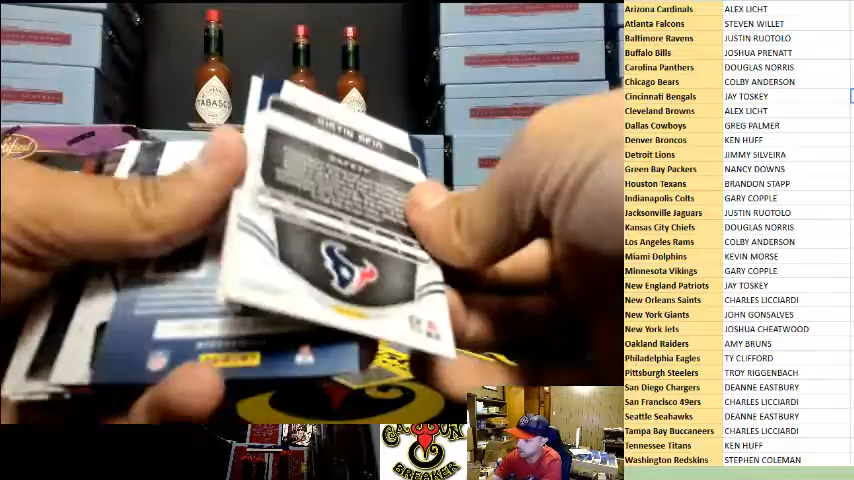 TABASCO
JUSTIN REID
SAFETY
Certified
PANINI
CAJUN
BREAKER
Arizona Cardinals ALEX LICHT
Atlanta Falcons STEVEN WILLET
Baltimore Ravens JUSTIN RUOTOLO
Buffalo Bills JOSHUA PRENATT
Carolina Panthers DOUGLAS NORRIS
Chicago Bears COLBY ANDERSON
Cincinnati Bengals JAY TOSKEY
Cleveland Browns ALEX LICHT
Dallas Cowboys GREG PALMER
Denver Broncos KEN HUFF
Detroit Lions JIMMY SILVEIRA
Green Bay Packers NANCY DOWNS
Houston Texans BRANDON STAPP
Indianapolis Colts GARY COPPLE
Jacksonville Jaguars JUSTIN RUOTOLO
Kansas City Chiefs DOUGLAS NORRIS
Los Angeles Rams COLBY ANDERSON
Miami Dolphins KEVIN MORSE
Minnesota Vikings GARY COPPLE
New England Patriots JAY TOSKEY
New Orleans Saints CHARLES LICCIARDI
New York Giants JOHN GONSALVES
New York Jets JOSHUA CHEATWOOD
Oakland Raiders AMY BRUNS
Philadelphia Eagles TY CLIFFORD
Pittsburgh Steelers TROY RIGGENBACH
San Diego Chargers DEANNE EASTBURY
San Francisco 49ers CHARLES LICCIARDI
Seattle Seahawks DEANNE EASTBURY
Tampa Bay Buccaneers CHARLES LICCIARDI
Tennessee Titans KEN HUFF
Washington Redskins STEPHEN COLEMAN